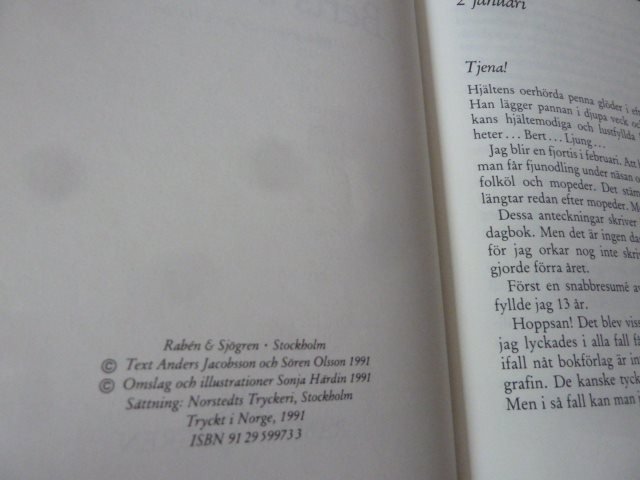 Rabén & Sjögren · Stockholm
© Text Anders Jacobsson och Sören Olsson 1991
© Omslag och illustrationer Sonja Härdin 1991
Sättning: Norstedts Tryckeri, Stockholm
Tryckt i Norge, 1991
ISBN 91 29 59973 3
2 januari
Tjena!
Hjältens oerhörda penna glöder i
Han lägger pannan i djupa veck
kans hjältemodiga och lustfyllda
heter... Bert... Ljung...
Jag blir en fjortis i februari. Att
man får fjunodling under näsan
folköl och mopeder. Det
längtar redan efter mopeder.
Dessa anteckningar skriver
dagbok. Men det är ingen
för jag orkar nog inte
gjorde förra året.
Först en snabbresumé
fyllde jag 13 år.
Hoppsan! Det blev
jag lyckades i alla fall
ifall nåt bokförlag är
grafin. De kanske
Men i så fall kan man